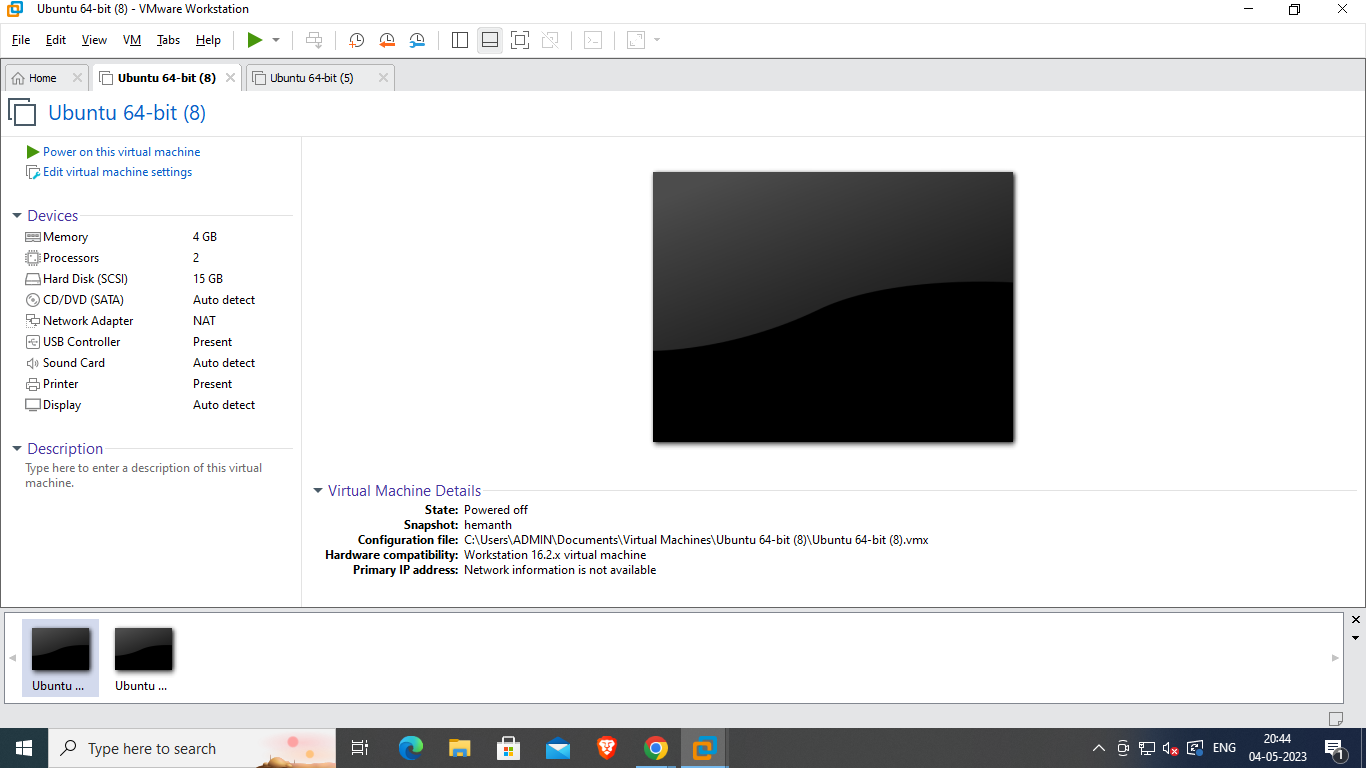 Ubuntu 64-bit (8) - VMware Workstation
File Edit View VM Tabs Help
Home Ubuntu 64-bit (8) Ubuntu 64-bit (5)
Ubuntu 64-bit (8)
Power on this virtual machine
Edit virtual machine settings
Devices
Memory 4 GB
Processors 2
Hard Disk (SCSI) 15 GB
CD/DVD (SATA) Auto detect
Network Adapter NAT
USB Controller Present
Sound Card Auto detect
Printer Present
Display Auto detect
Description
Type here to enter a description of this virtual
machine.
Virtual Machine Details
State: Powered off
Snapshot: hemanth
Configuration file: C:\Users\ADMIN\Documents\Virtual Machines\Ubuntu 64-bit (8)\Ubuntu 64-bit (8).vmx
Hardware compatibility: Workstation 16.2.x virtual machine
Primary IP address: Network information is not available
Ubuntu ... Ubuntu ...
Type here to search
ENG
20:44
04-05-2023
1